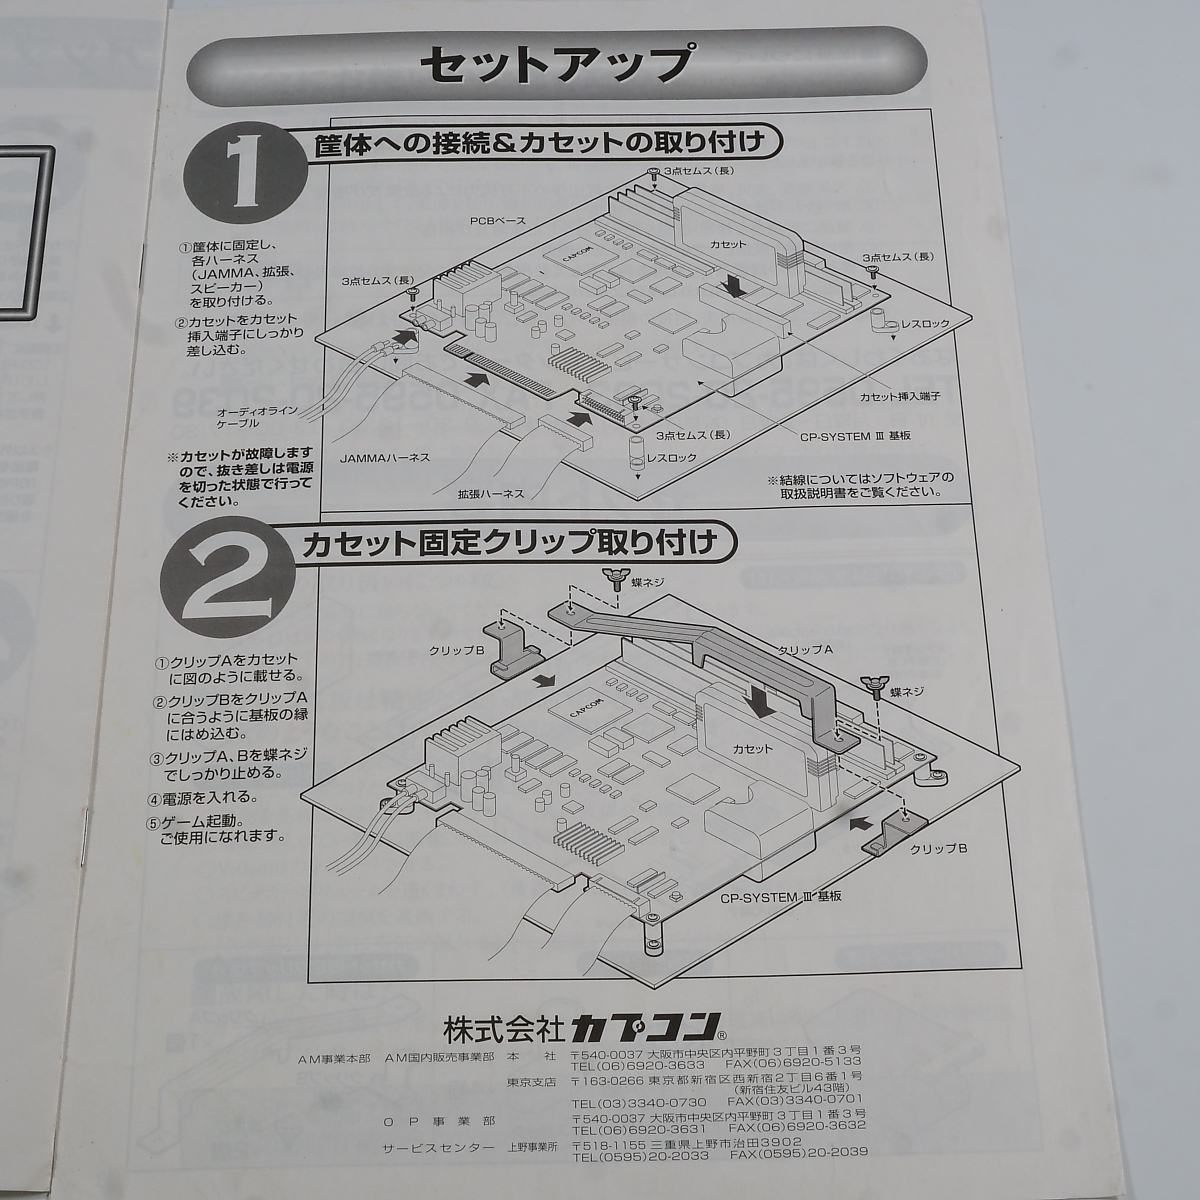 セットアップ
1 筐体への接続&カセットの取り付け
①筐体に固定し、
各ハーネス
(JAMMA、拡張、
スピーカー)
を取り付ける。
②カセットをカセット
挿入端子にしっかり
差し込む。
※カセットが故障します
ので、抜き差しは電源
を切った状態で行って
ください。
3点セムス(長)
PCBベース
カセット
CAPCOM
3点セムス(長)
3点セムス(長)
レスロック
オーディオライン
ケーブル
カセット挿入端子
3点セムス(長)
CP-SYSTEM Ⅲ 基板
JAMMAハーネス
レスロック
拡張ハーネス
※結線についてはソフトウェアの
取扱説明書をご覧ください。
2 カセット固定クリップ取り付け
①クリップAをカセット
に図のように載せる。
②クリップBをクリップA
に合うように基板の縁
にはめ込む。
③クリップA、Bを蝶ネジ
でしっかり止める。
④電源を入れる。
⑤ゲーム起動。
ご使用になれます。
蝶ネジ
クリップB
クリップA
蝶ネジ
CAPCOM
カセット
クリップB
CP-SYSTEM Ⅲ 基板
株式会社カプコン®
AM事業本部 AM国内販売事業部 本社 〒540-0037 大阪市中央区内平野町3丁目1番3号
TEL(06)6920-3633 FAX(06)6920-5133
東京支店 〒163-0266 東京都新宿区西新宿2丁目6番1号
(新宿住友ビル43階)
TEL(03)3340-0730 FAX(03)3340-0701
OP事業部 〒540-0037 大阪市中央区内平野町3丁目1番3号
TEL(06)6920-3631 FAX(06)6920-3632
サービスセンター 上野事業所 〒518-1155 三重県上野市治田3902
TEL(0595)20-2033 FAX(0595)20-2039